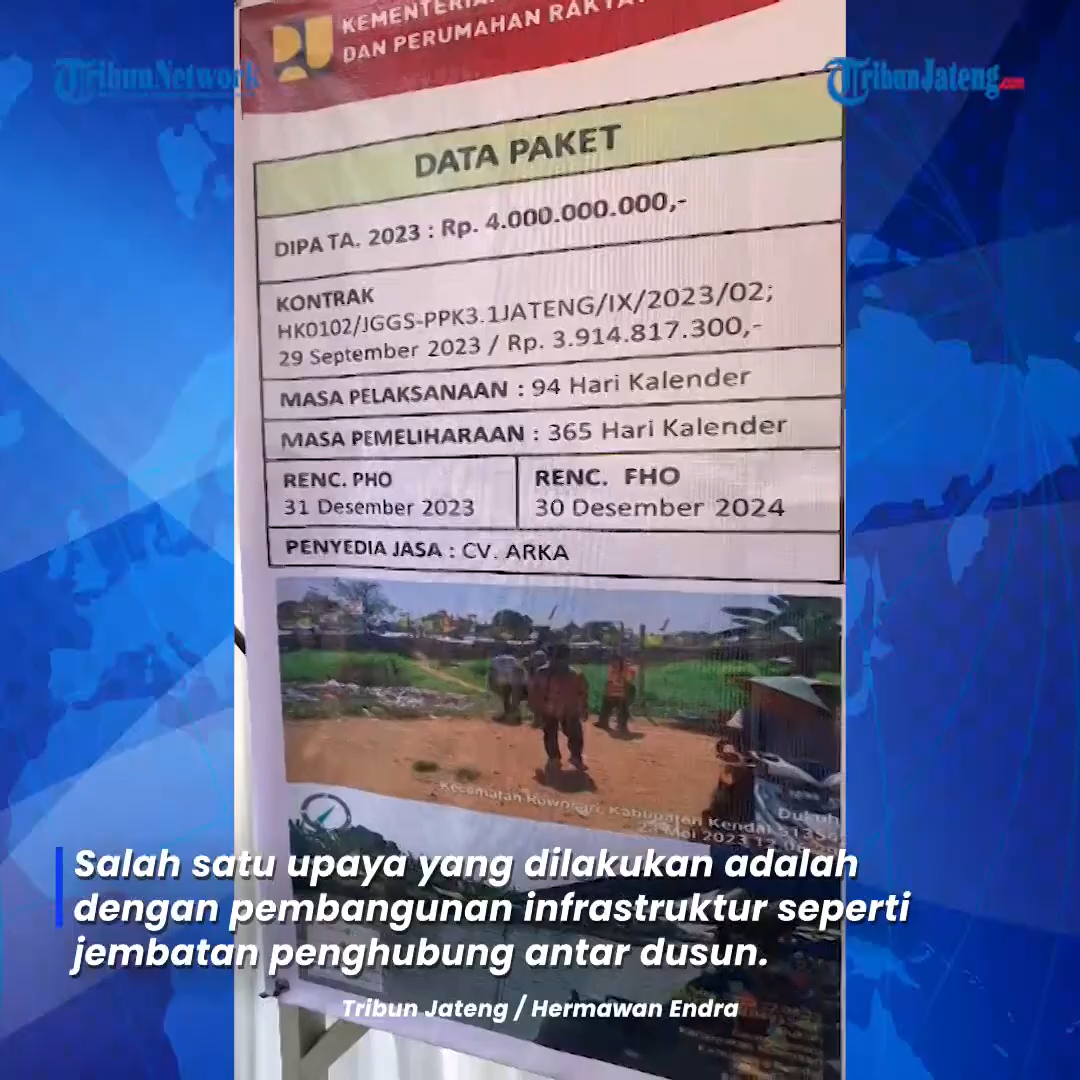 KEMENTERIAN
DAN PERUMAHAN RAKYAT
TribunNetwork
TribunJateng.com
DATA PAKET
DIPA TA. 2023 : Rp. 4.000.000.000,-
KONTRAK
HK0102/JGGS-PPK3.1JATENG/IX/2023/02;
29 September 2023 / Rp. 3.914.817.300,-
MASA PELAKSANAAN : 94 Hari Kalender
MASA PEMELIHARAAN : 365 Hari Kalender
RENC. PHO
31 Desember 2023
RENC. FHO
30 Desember 2024
PENYEDIA JASA : CV. ARKA
Kecamatan Rowosari, Kabupaten Kendal
23 Mei 2023
Salah satu upaya yang dilakukan adalah
dengan pembangunan infrastruktur seperti
jembatan penghubung antar dusun.
Tribun Jateng / Hermawan Endra